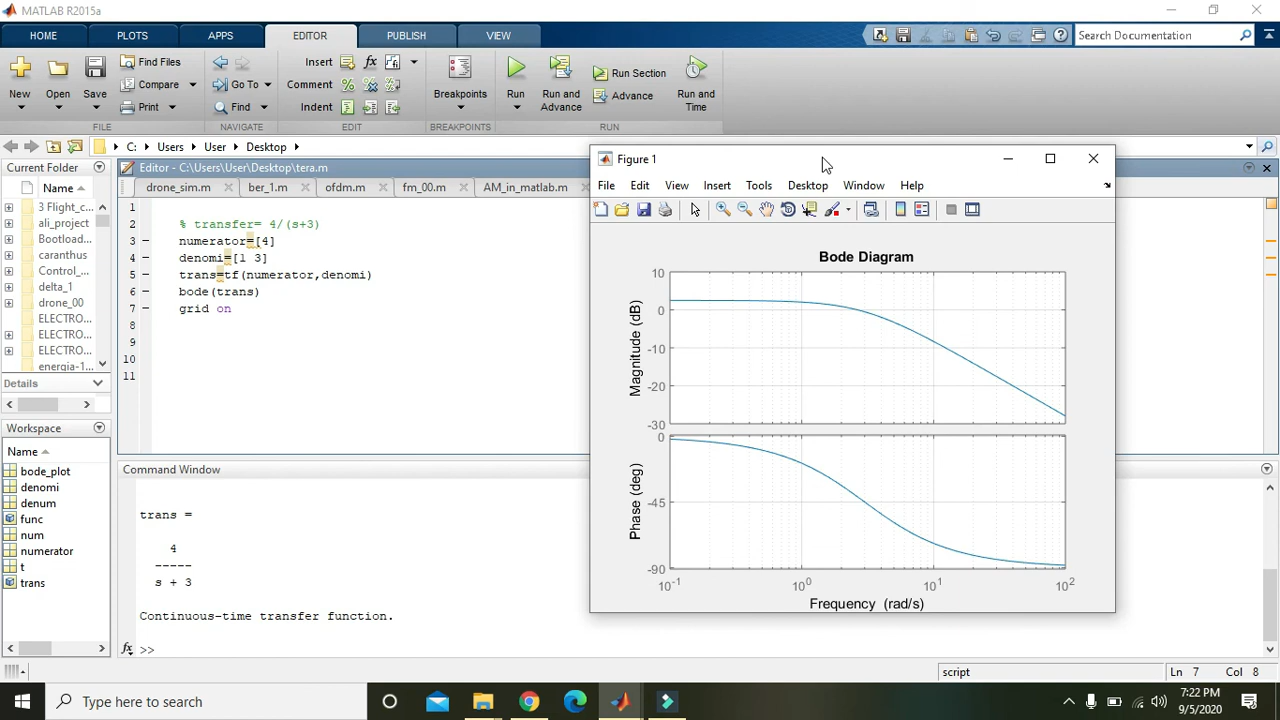 MATLAB R2015a
HOME PLOTS APPS EDITOR PUBLISH VIEW
Search Documentation
New Open Save Find Files Compare Print
Go To Find
Insert Comment Indent fx
Breakpoints Run Run and Advance Run Section Advance Run and Time
FILE NAVIGATE EDIT BREAKPOINTS RUN
C: Users User Desktop
Current Folder
Name
3 Flight_c...
ali_project
Bootload...
caranthus
Control_...
delta_1
drone_00
ELECTRO...
ELECTRO...
ELECTRO...
energia-1...
Details
Workspace
Name
bode_plot
denomi
denum
func
num
numerator
t
trans
Editor - C:\Users\User\Desktop\tera.m
drone_sim.m ber_1.m ofdm.m fm_00.m AM_in_matlab.m
1
2 % transfer= 4/(s+3)
3 numerator=[4]
4 denomi=[1 3]
5 trans=tf(numerator,denomi)
6 bode(trans)
7 grid on
8
9
10
11
Command Window
trans =
4
-----
s + 3
Continuous-time transfer function.
fx >>
Figure 1
File Edit View Insert Tools Desktop Window Help
Bode Diagram
Magnitude (dB)
10
0
-10
-20
-30
Phase (deg)
0
-45
-90
10⁻¹ 10⁰ 10¹ 10²
Frequency (rad/s)
script Ln 7 Col 8
Type here to search
7:22 PM
9/5/2020